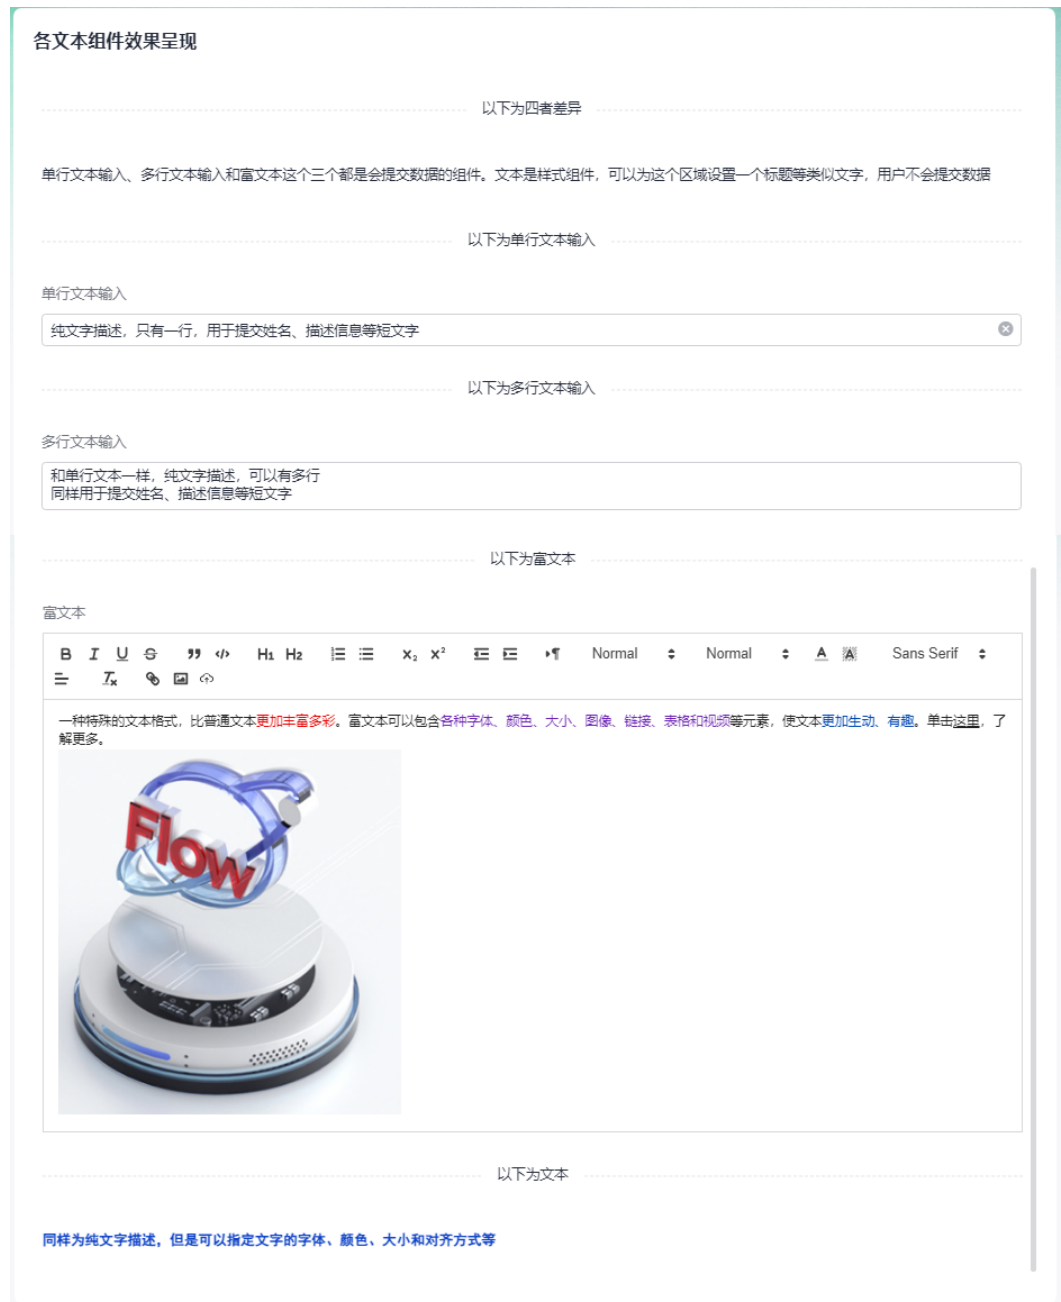 各文本组件效果呈现
以下为四者差异
单行文本输入、多行文本输入和富文本这个三个都是会提交数据的组件。文本是样式组件，可以为这个区域设置一个标题等类似文字，用户不会提交数据
以下为单行文本输入
单行文本输入
纯文字描述，只有一行，用于提交姓名、描述信息等短文字
以下为多行文本输入
多行文本输入
和单行文本一样，纯文字描述，可以有多行
同样用于提交姓名、描述信息等短文字
以下为富文本
富文本
B I U S H1 H2 X₂ X² Normal Normal A A Sans Serif
Tx
一种特殊的文本格式，比普通文本更加丰富多彩。富文本可以包含各种字体、颜色、大小、图像、链接、表格和视频等元素，使文本更加生动、有趣。单击这里，了
解更多。
Flow
以下为文本
同样为纯文字描述，但是可以指定文字的字体、颜色、大小和对齐方式等